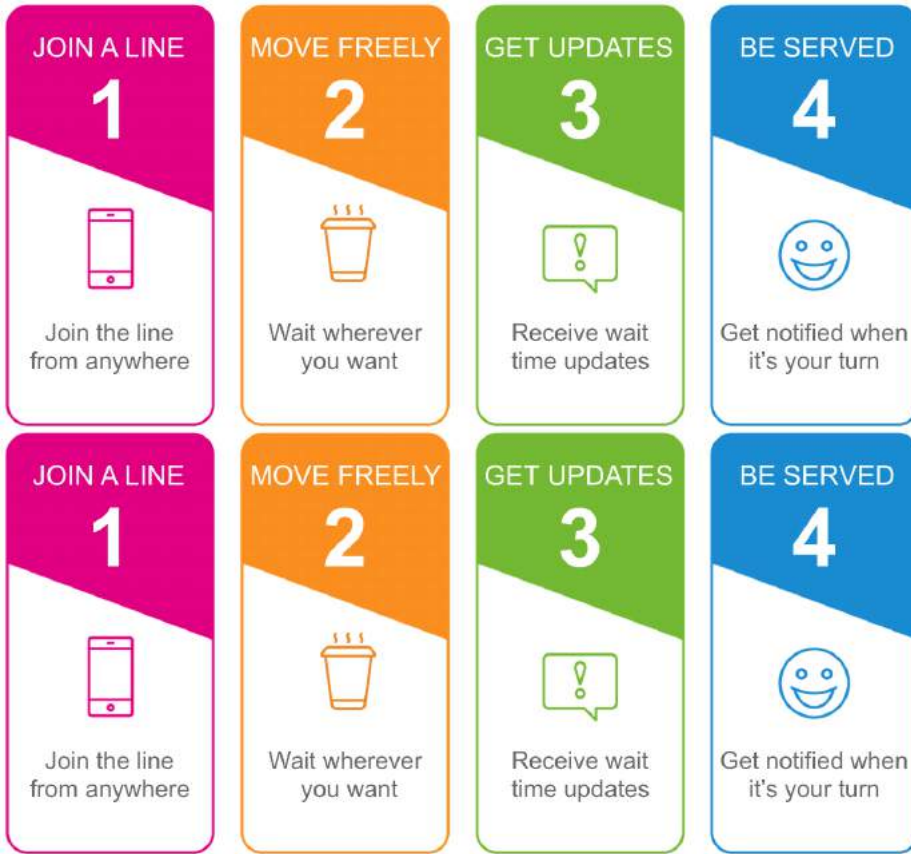 JOIN A LINE
1
Join the line
from anywhere
MOVE FREELY
2
Wait wherever
you want
GET UPDATES
3
Receive wait
time updates
BE SERVED
4
Get notified when
it's your turn
JOIN A LINE
1
Join the line
from anywhere
MOVE FREELY
2
Wait wherever
you want
GET UPDATES
3
Receive wait
time updates
BE SERVED
4
Get notified when
it's your turn